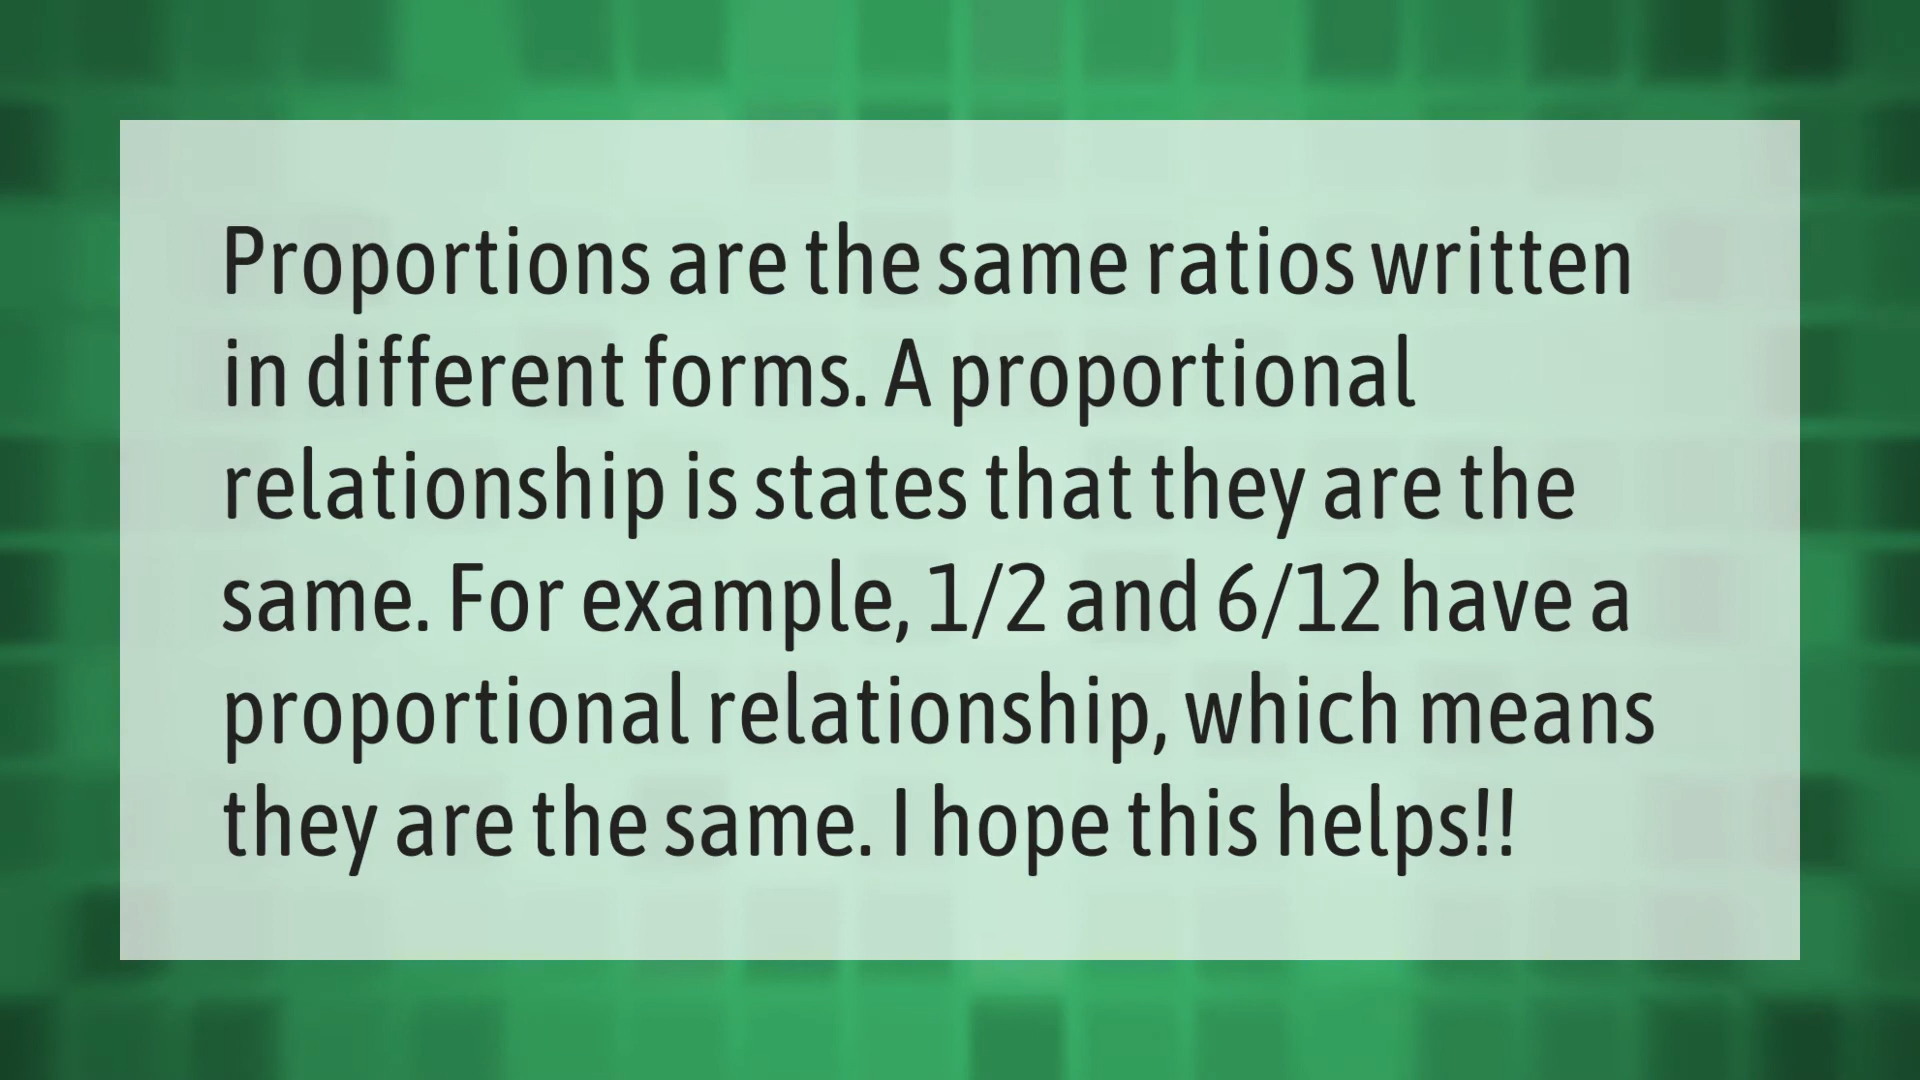 Proportions are the same ratios written
in different forms. A proportional
relationship is states that they are the
same. For example, 1/2 and 6/12 have a
proportional relationship, which means
they are the same. I hope this helps!!